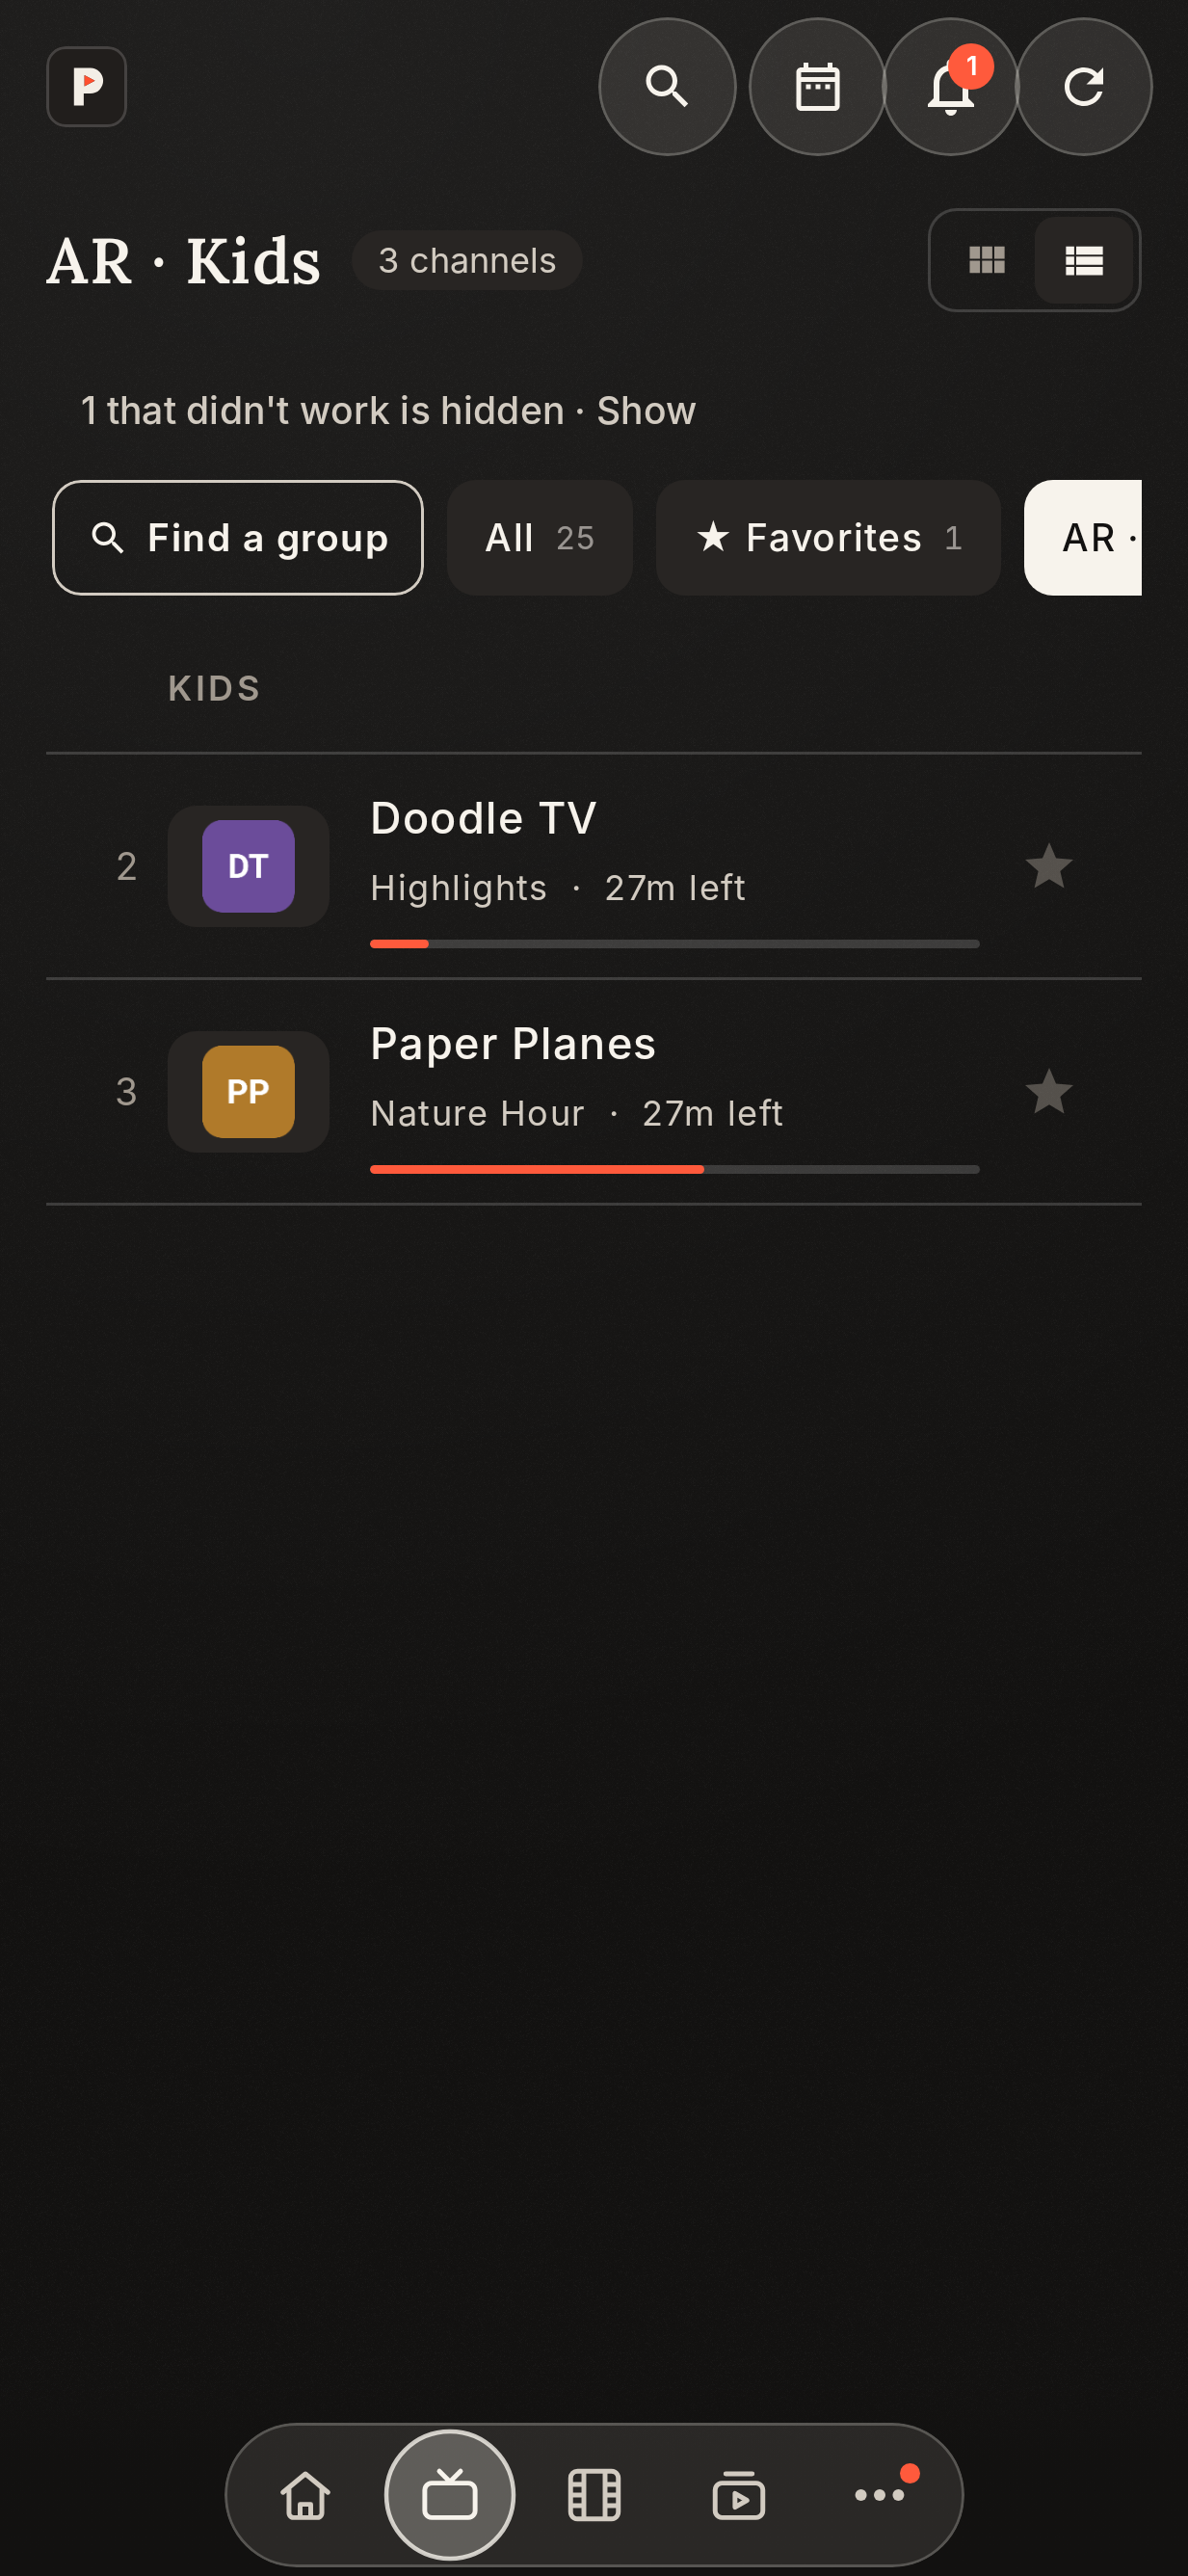 P
1
AR · Kids 3 channels
1 that didn't work is hidden · Show
Find a group All 25 ★ Favorites 1 AR ·
KIDS
2 DT Doodle TV
Highlights · 27m left
3 PP Paper Planes
Nature Hour · 27m left